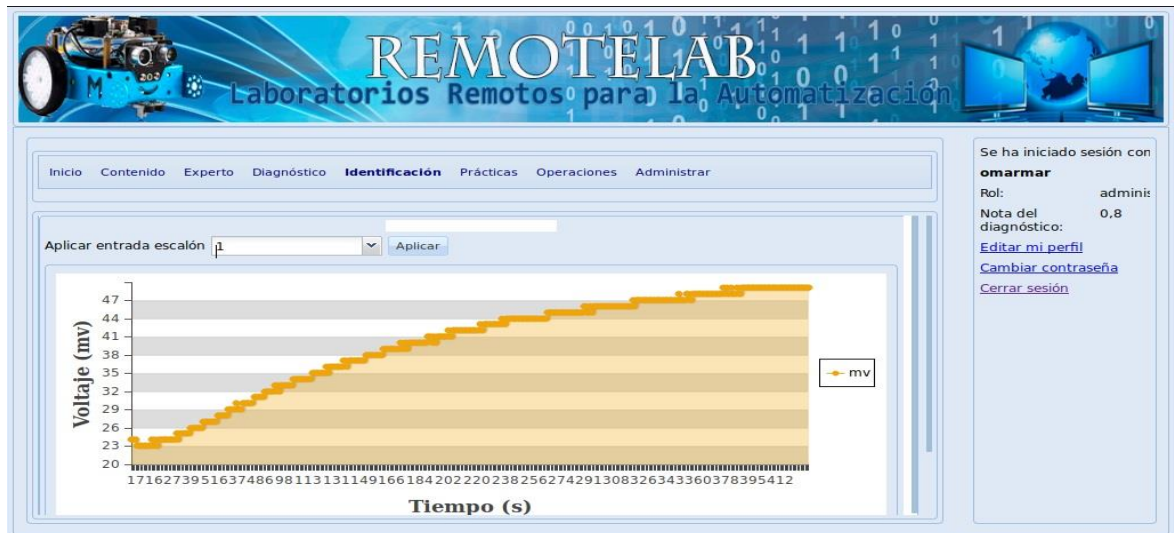 REMOTELAB
Laboratorios Remotos para la Automatización
Inicio Contenido Experto Diagnóstico Identificación Prácticas Operaciones Administrar
Aplicar entrada escalón 1 Aplicar
47
44
41
38
35
32
29
26
23
20
Voltaje (mv)
mv
Tiempo (s)
Se ha iniciado sesión con
omarmar
Rol: adminis
Nota del 0,8
diagnóstico:
Editar mi perfil
Cambiar contraseña
Cerrar sesión